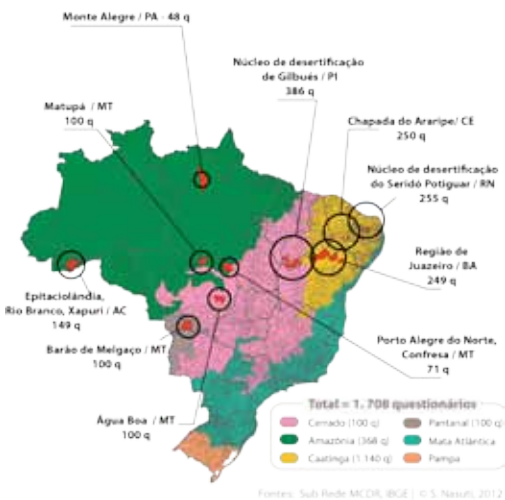 Monte Alegre / PA - 48 q
Núcleo de desertificação
de Gilbués / PI
386 q
Matupá / MT
100 q
Chapada do Araripe/ CE
250 q
Núcleo de desertificação
do Seridó Potiguar / RN
255 q
Região de
Juazeiro / BA
249 q
Epitaciolândia,
Rio Branco, Xapuri / AC
149 q
Barão de Melgaço / MT
100 q
Porto Alegre do Norte,
Confresa / MT
71 q
Água Boa / MT
100 q
Total = 1.708 questionários
Cerrado (100 q)
Pantanal (100 q)
Amazônia (368 q)
Mata Atlântica
Caatinga (1.140 q)
Pampa
Fontes: Sub Rede MCDR, IBGE | © S. Nasuti, 2012